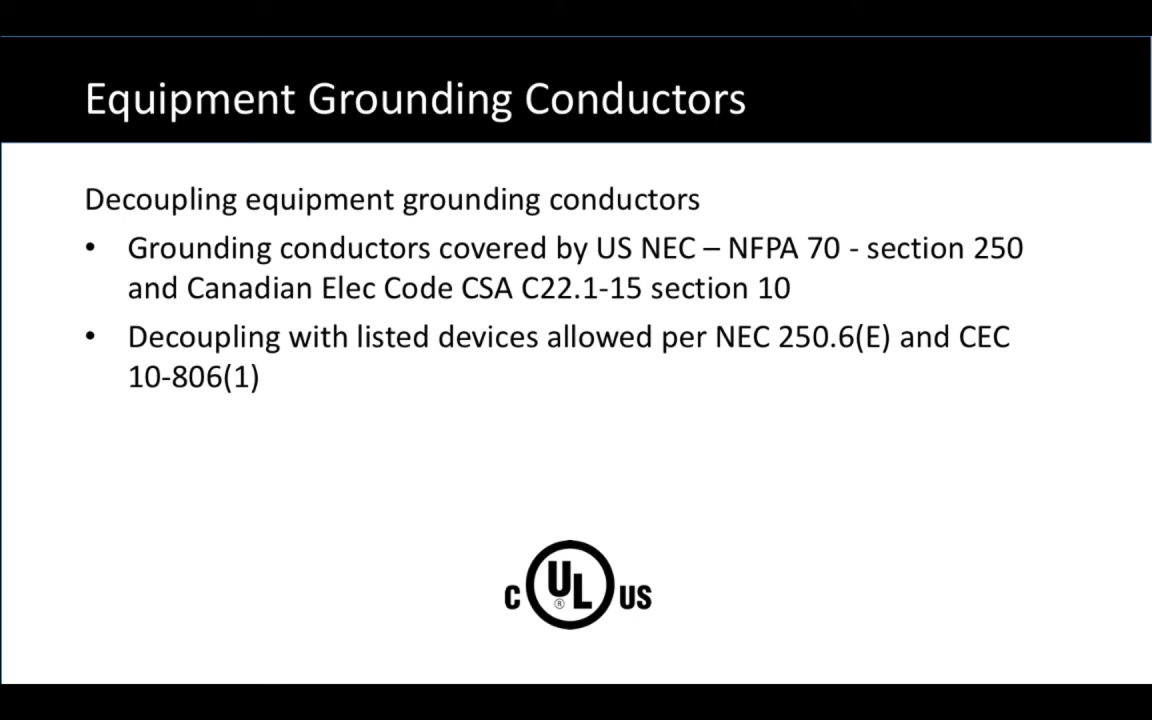 Equipment Grounding Conductors
Decoupling equipment grounding conductors
• Grounding conductors covered by US NEC – NFPA 70 - section 250
and Canadian Elec Code CSA C22.1-15 section 10
• Decoupling with listed devices allowed per NEC 250.6(E) and CEC
10-806(1)
C UL ® US